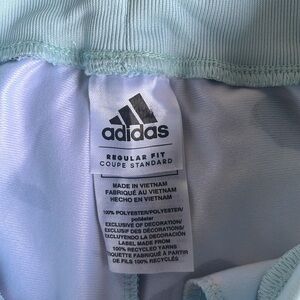 adidas
REGULAR FIT
COUPE STANDARD
MADE IN VIETNAM
FABRIQUÉ AU VIETNAM
HECHO EN VIETNAM
100% POLYESTER/POLYESTER/
poliéster
EXCLUSIVE OF DECORATION/
EXCLUSION DES DÉCORATIONS/
EXCLUYENDO LA DECORACIÓN
LABEL MADE FROM
100% RECYCLED YARNS
ÉTIQUETTE FABRIQUÉE À PARTIR
DE FILS 100% RECYCLÉS